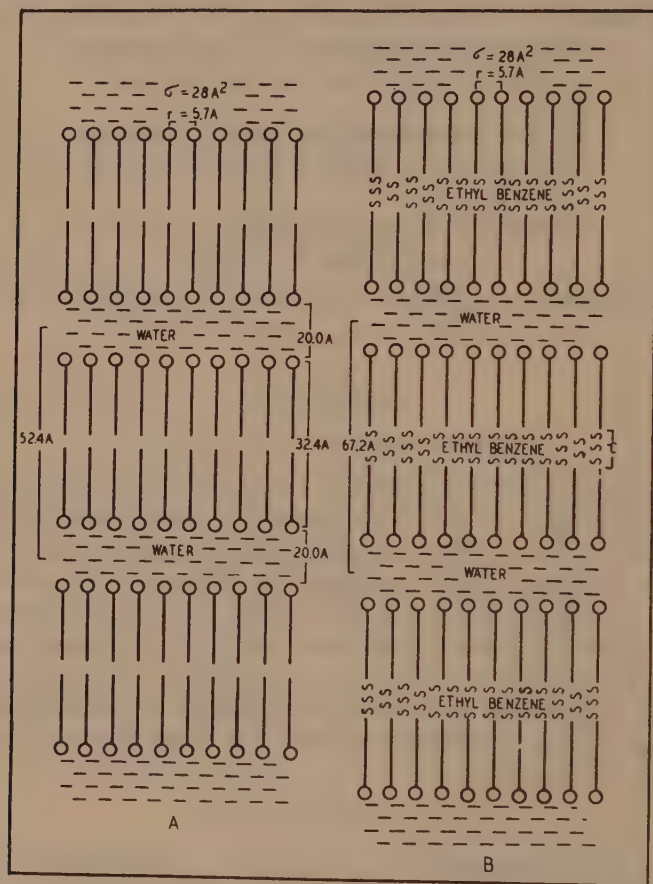 σ = 28A²
r = 5.7A
WATER
20.0A
52.4A
32.4A
WATER
20.0A
A
σ = 28A²
r = 5.7A
ETHYL BENZENE
WATER
67.2A
ETHYL BENZENE
WATER
ETHYL BENZENE
B